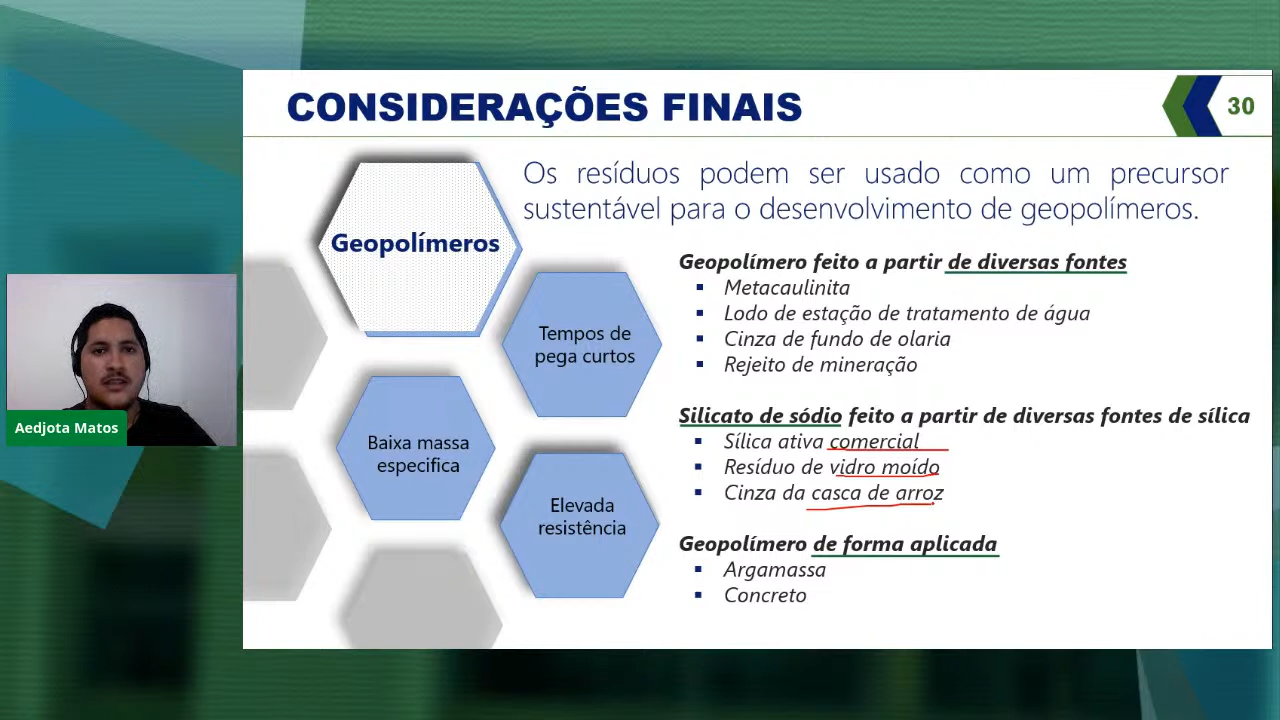 CONSIDERAÇÕES FINAIS
30
Os resíduos podem ser usado como um precursor
sustentável para o desenvolvimento de geopolímeros.
Geopolímeros
Tempos de
pega curtos
Baixa massa
especifica
Elevada
resistência
Geopolímero feito a partir de diversas fontes
▪ Metacaulinita
▪ Lodo de estação de tratamento de água
▪ Cinza de fundo de olaria
▪ Rejeito de mineração
Silicato de sódio feito a partir de diversas fontes de sílica
▪ Sílica ativa comercial
▪ Resíduo de vidro moído
▪ Cinza da casca de arroz
Geopolímero de forma aplicada
▪ Argamassa
▪ Concreto
Aedjota Matos